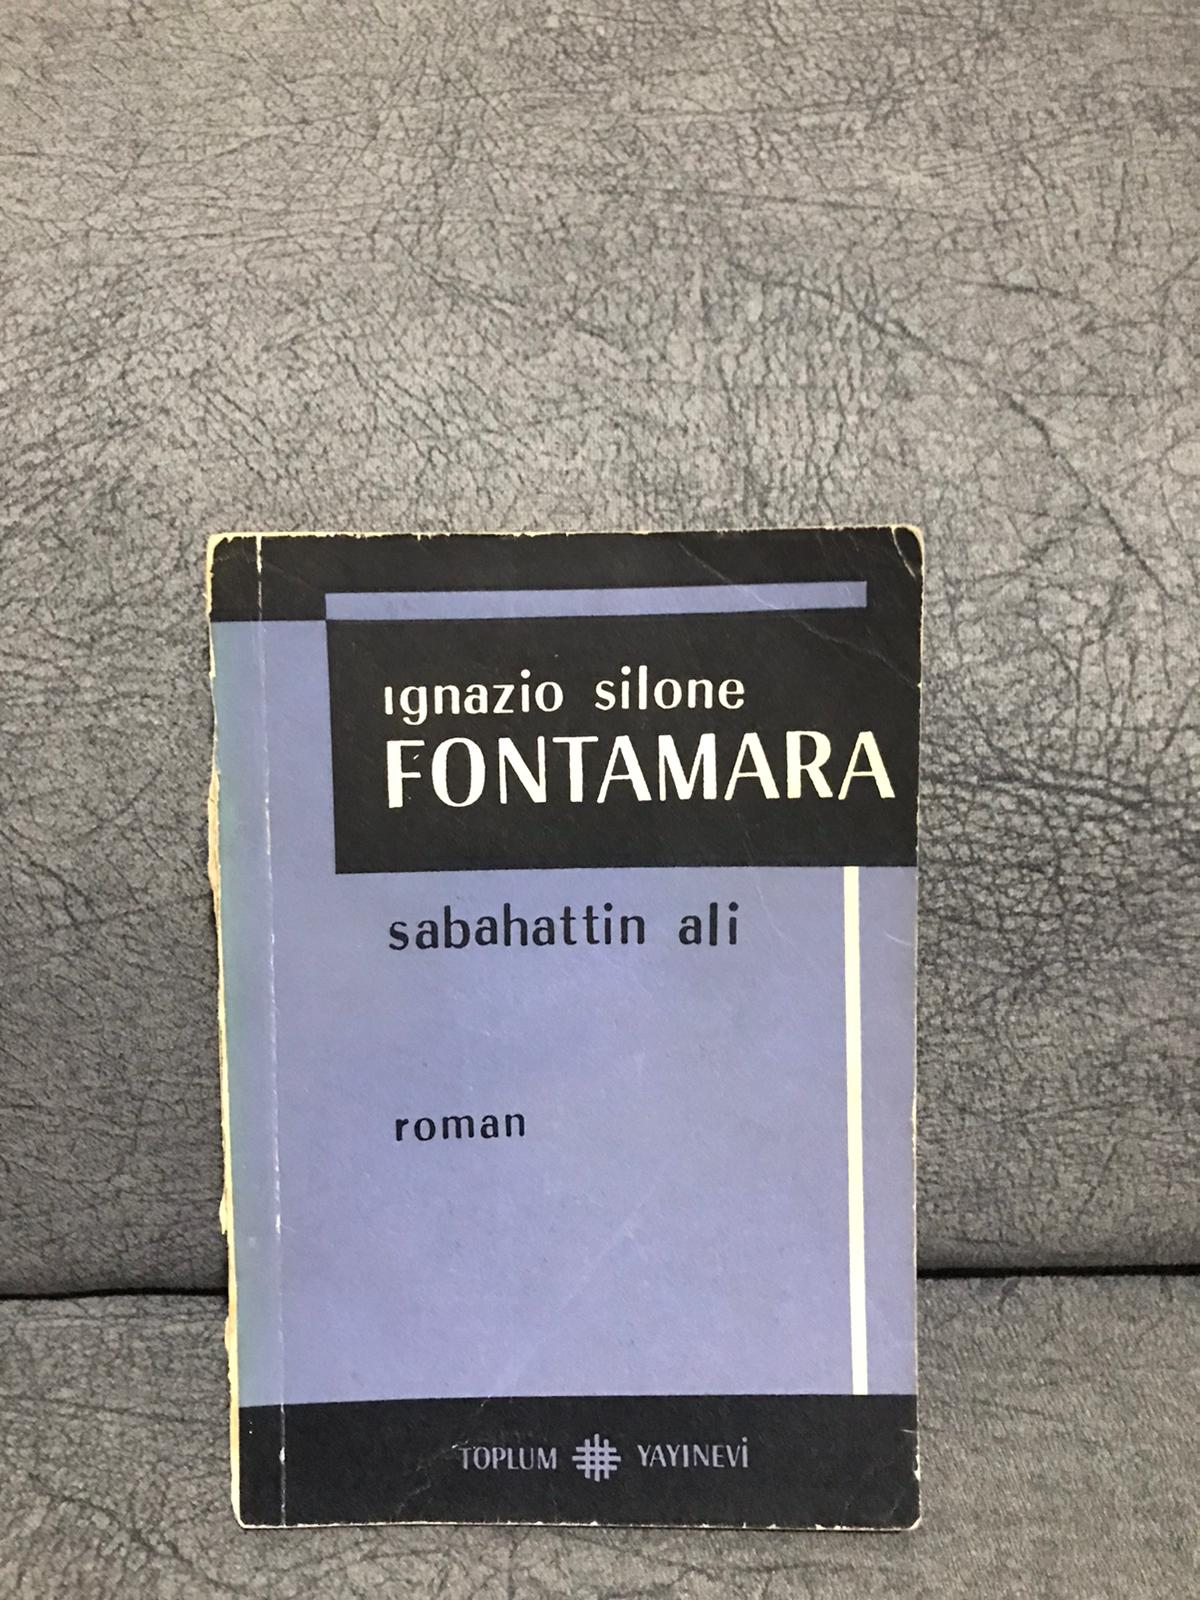 ıgnazio silone
FONTAMARA
sabahattin ali
roman
TOPLUM YAYINEVİ